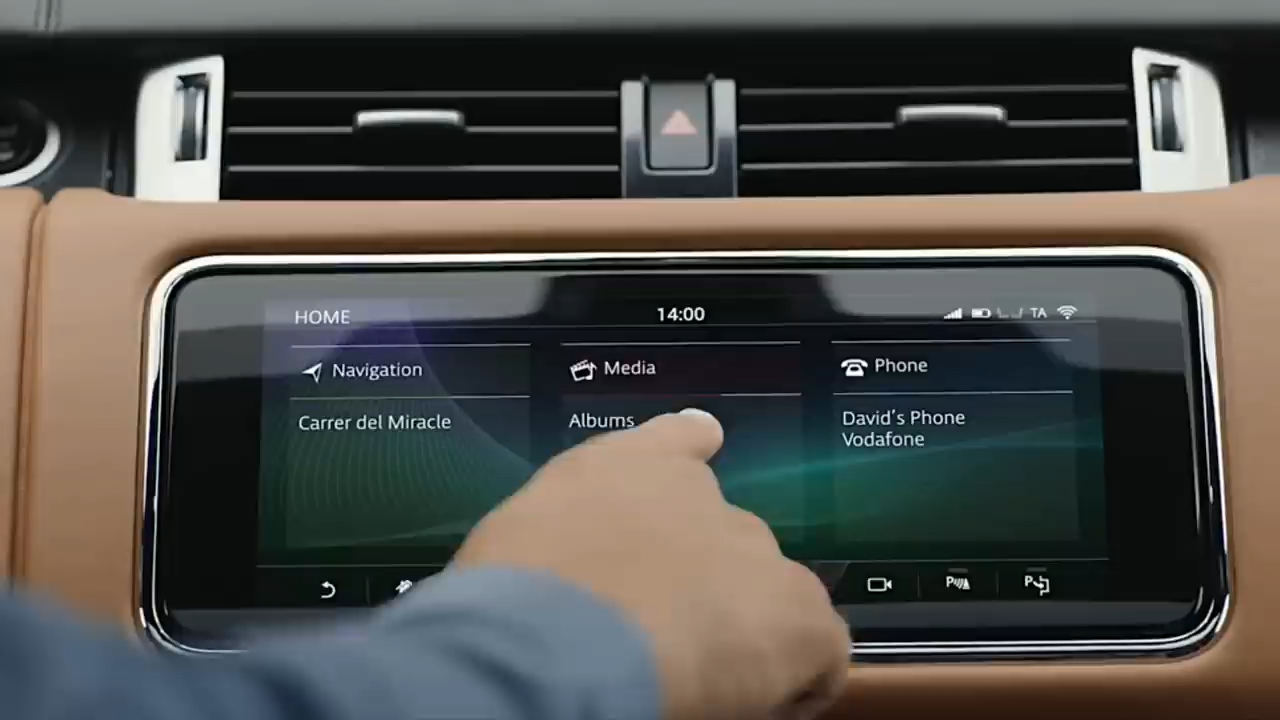 HOME 14:00 TA
Navigation Media Phone
Carrer del Miracle Albums David's Phone
Vodafone
P P